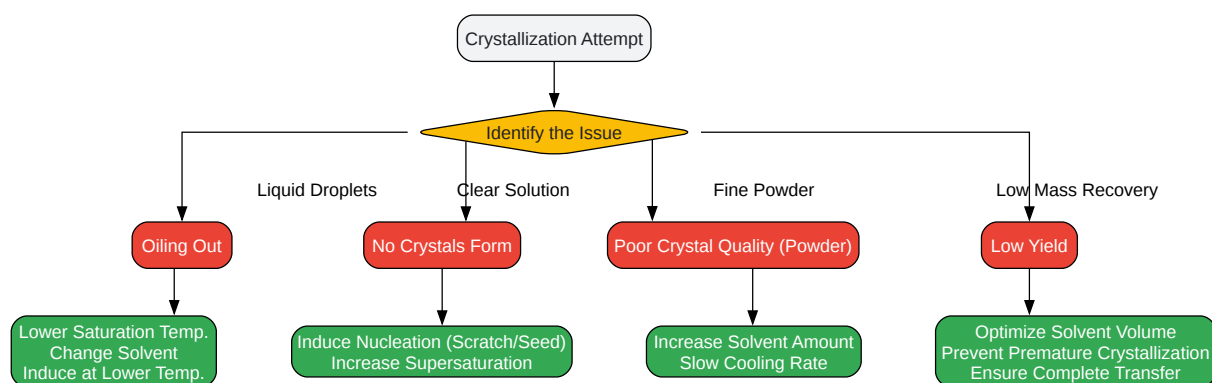 Crystallization Attempt
Identify the Issue
Liquid Droplets
Clear Solution
Fine Powder
Low Mass Recovery
Oiling Out
No Crystals Form
Poor Crystal Quality (Powder)
Low Yield
Lower Saturation Temp.
Change Solvent
Induce at Lower Temp.
Induce Nucleation (Scratch/Seed)
Increase Supersaturation
Increase Solvent Amount
Slow Cooling Rate
Optimize Solvent Volume
Prevent Premature Crystallization
Ensure Complete Transfer